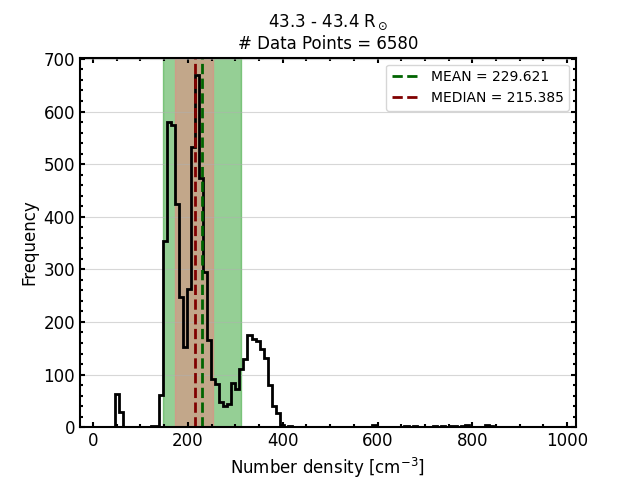 43.3 - 43.4 R⊙
# Data Points = 6580
MEAN = 229.621
MEDIAN = 215.385
Frequency
700
600
500
400
300
200
100
0
0 200 400 600 800 1000
Number density [cm⁻³]